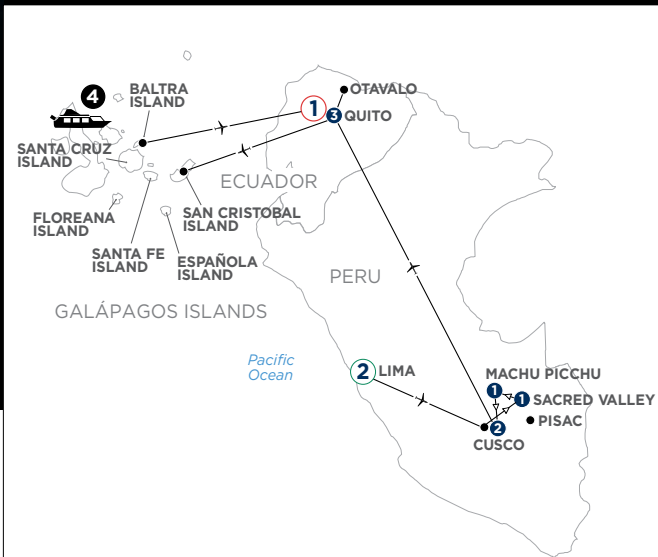 4
BALTRA
ISLAND
OTAVALO
1
3
QUITO
SANTA CRUZ
ISLAND
ECUADOR
FLOREANA
ISLAND
SAN CRISTOBAL
ISLAND
SANTA FE
ISLAND
ESPAÑOLA
ISLAND
PERU
GALÁPAGOS ISLANDS
Pacific
Ocean
2
LIMA
MACHU PICCHU
1
1
SACRED VALLEY
PISAC
2
CUSCO